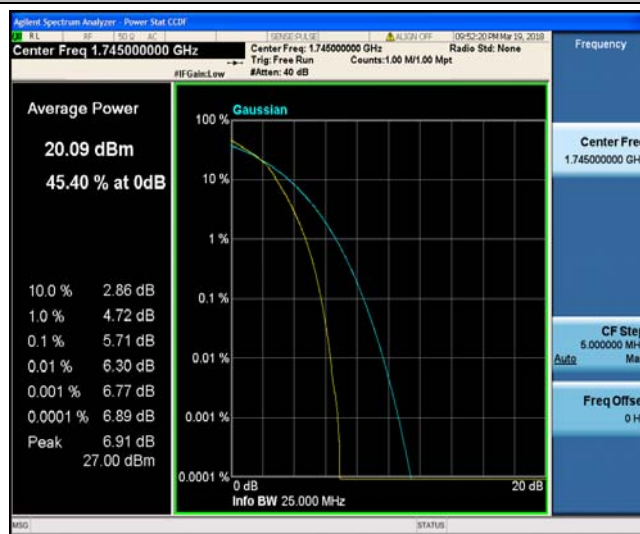 Agilent Spectrum Analyzer - Power Stat CCDF
RL RF 50 Ω AC SENSE:PULSE ALIGN OFF 09:52:20 PM Mar 19, 2018
Center Freq 1.745000000 GHz
Center Freq: 1.745000000 GHz Radio Std: None
Trig: Free Run Counts:1.00 M/1.00 Mpt
#IFGain:Low #Atten: 40 dB
Frequency
Average Power
20.09 dBm
45.40 % at 0dB
10.0 % 2.86 dB
1.0 % 4.72 dB
0.1 % 5.71 dB
0.01 % 6.30 dB
0.001 % 6.77 dB
0.0001 % 6.89 dB
Peak 6.91 dB
27.00 dBm
Gaussian
100 %
10 %
1 %
0.1 %
0.01 %
0.001 %
0.0001 %
0 dB 20 dB
Info BW 25.000 MHz
Center Fre
1.745000000 GH
CF Ste
5.000000 MH
Auto Ma
Freq Offse
0 H
MSG STATUS